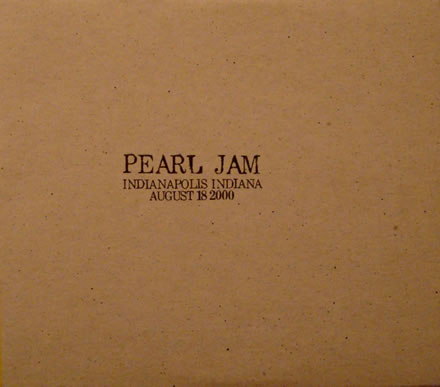 PEARL JAM
INDIANAPOLIS INDIANA
AUGUST 18 2000